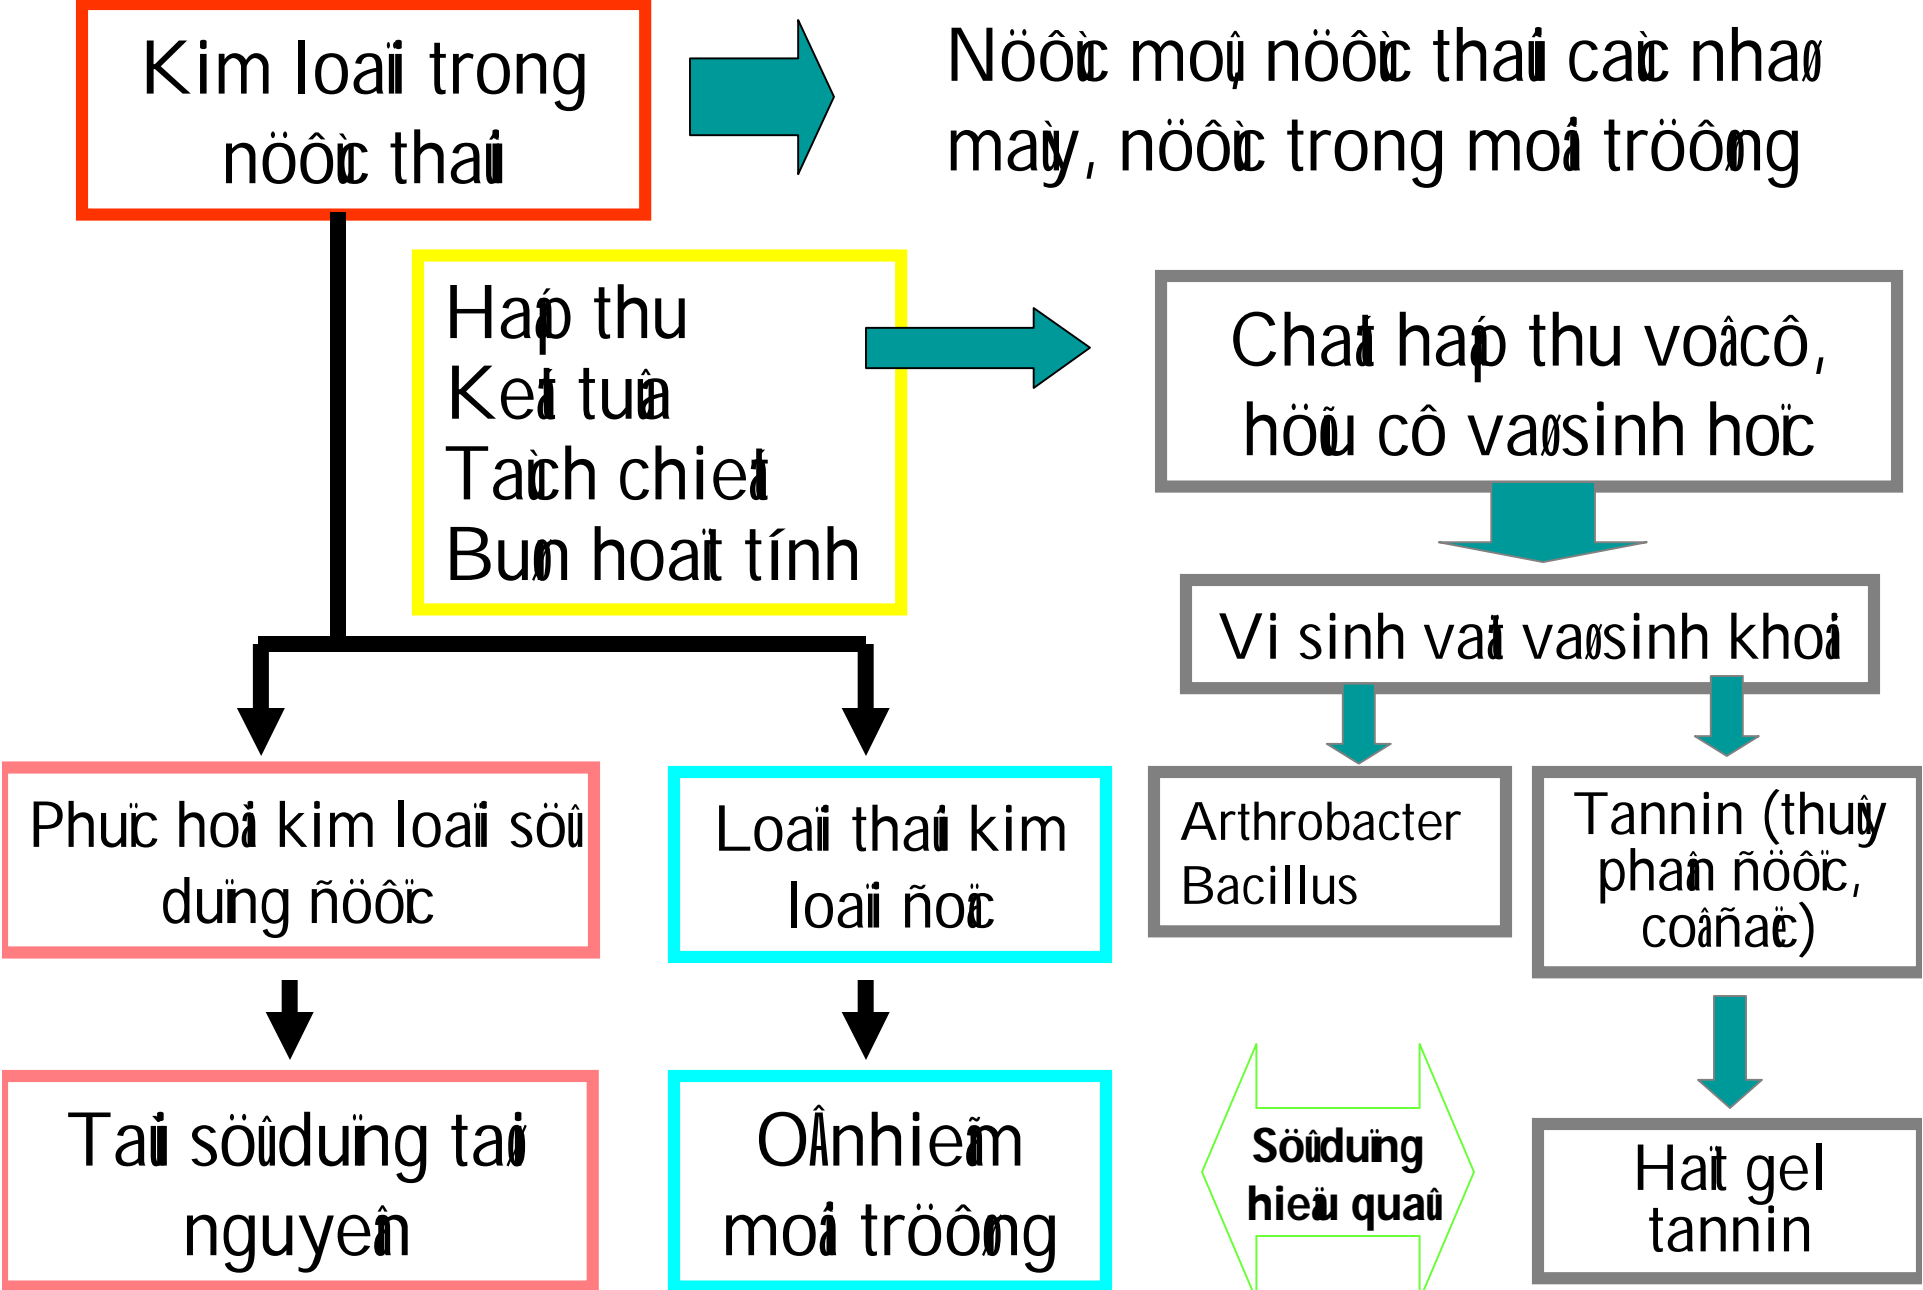 Kim loaïi trong
nöôùc thaûi
Nöôùc moû, nöôùc thaûi caùc nhaø
maùy, nöôùc trong moâi tröôøng
Haáp thu
Keát tuûa
Taùch chieát
Buøn hoaït tính
Chaát haáp thu voâ cô,
höõu cô vaø sinh hoïc
Vi sinh vaät vaø sinh khoái
Phuïc hoài kim loaïi söû
duïng ñöôïc
Loaïi thaûi kim
loaïi ñoäc
Arthrobacter
Bacillus
Tannin (thuûy
phaân ñöôïc,
coâ ñaëc)
Taùi söû duïng taøi
nguyeân
OÂ nhieãm
moâi tröôøng
Söû duïng
hieäu quaû
Haït gel
tannin